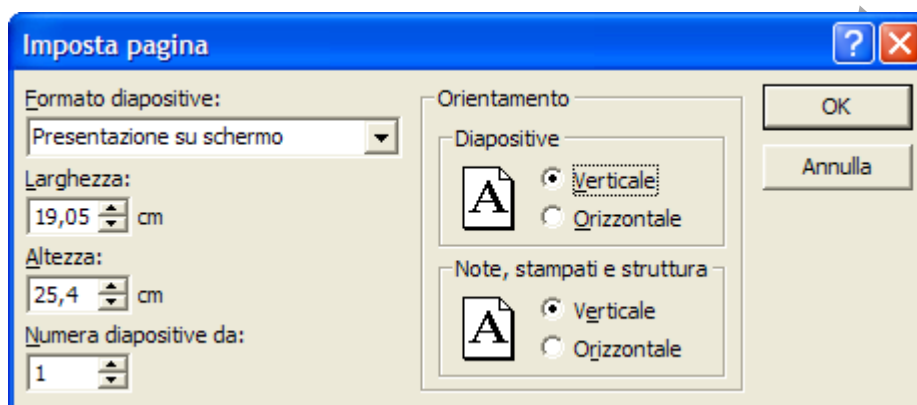 Imposta pagina
Formato diapositive:
Presentazione su schermo
Larghezza:
19,05 cm
Altezza:
25,4 cm
Numera diapositive da:
1
Orientamento
Diapositive
A
Verticale
Orizzontale
Note, stampati e struttura
A
Verticale
Orizzontale
OK
Annulla